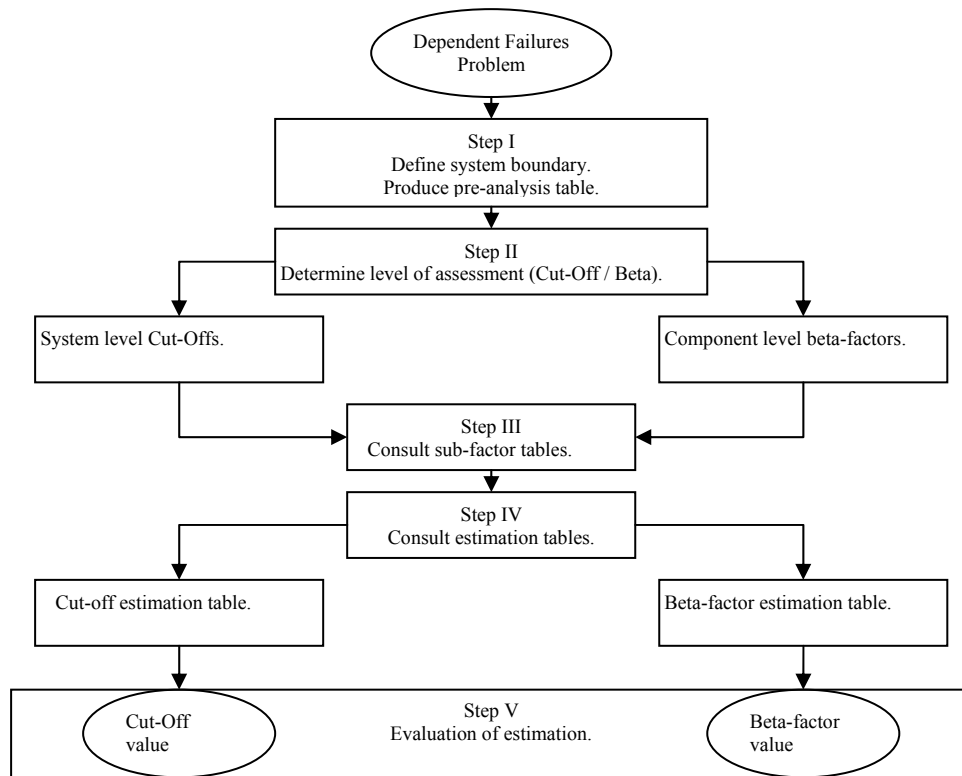 Dependent Failures
Problem
Step I
Define system boundary.
Produce pre-analysis table.
Step II
Determine level of assessment (Cut-Off / Beta).
System level Cut-Offs.
Component level beta-factors.
Step III
Consult sub-factor tables.
Step IV
Consult estimation tables.
Cut-off estimation table.
Beta-factor estimation table.
Step V
Evaluation of estimation.
Cut-Off
value
Beta-factor
value